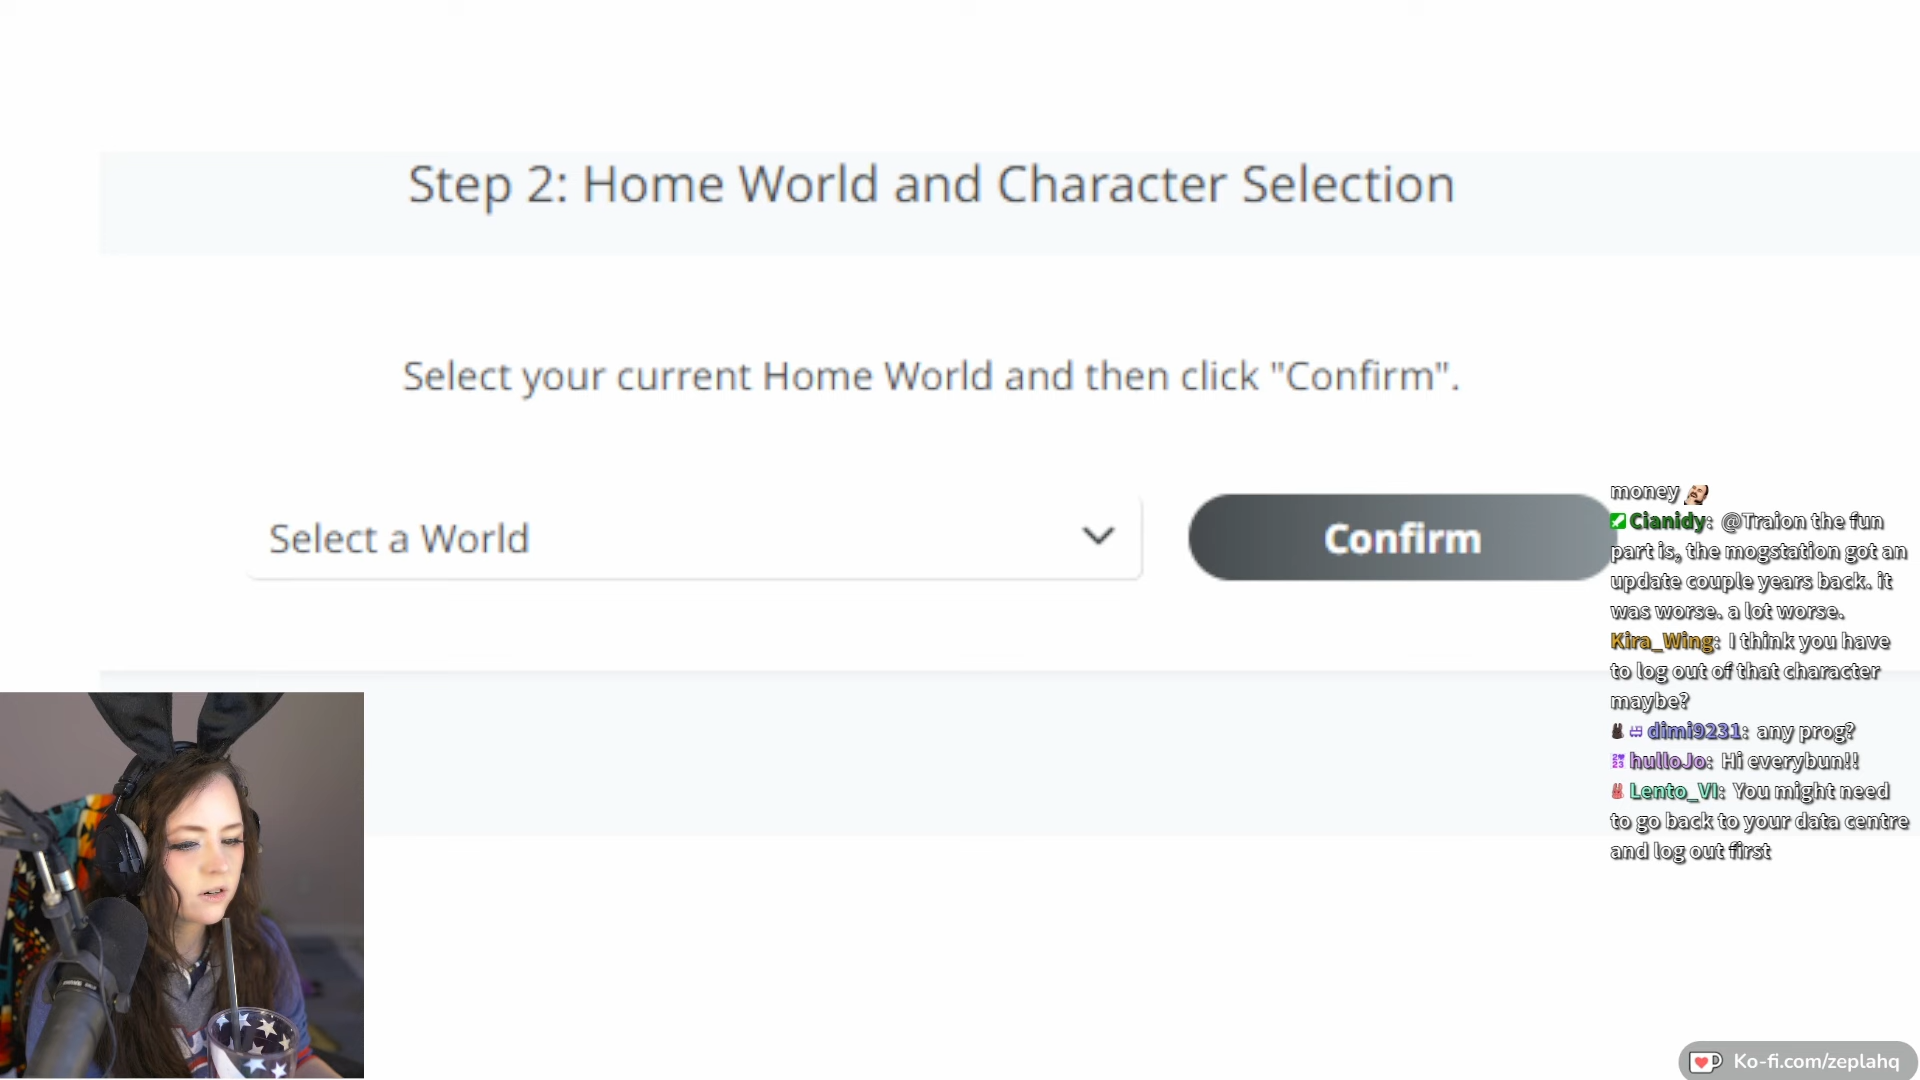 Step 2: Home World and Character Selection
Select your current Home World and then click "Confirm".
Select a World
Confirm
money
Cianidy: @Traion the fun
part is, the mogstation got an
update couple years back. it
was worse. a lot worse.
Kira_Wing: I think you have
to log out of that character
maybe?
dimi9231: any prog?
hulloJo: Hi everybun!!
Lento_VI: You might need
to go back to your data centre
and log out first
Ko-fi.com/zeplahq